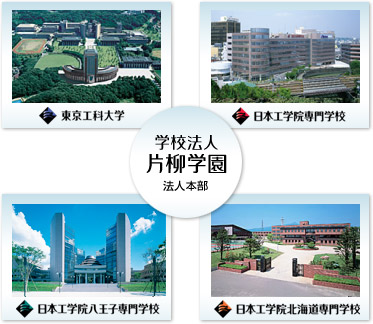 東京工科大学
日本工学院専門学校
学校法人
片柳学園
法人本部
日本工学院八王子専門学校
日本工学院北海道専門学校